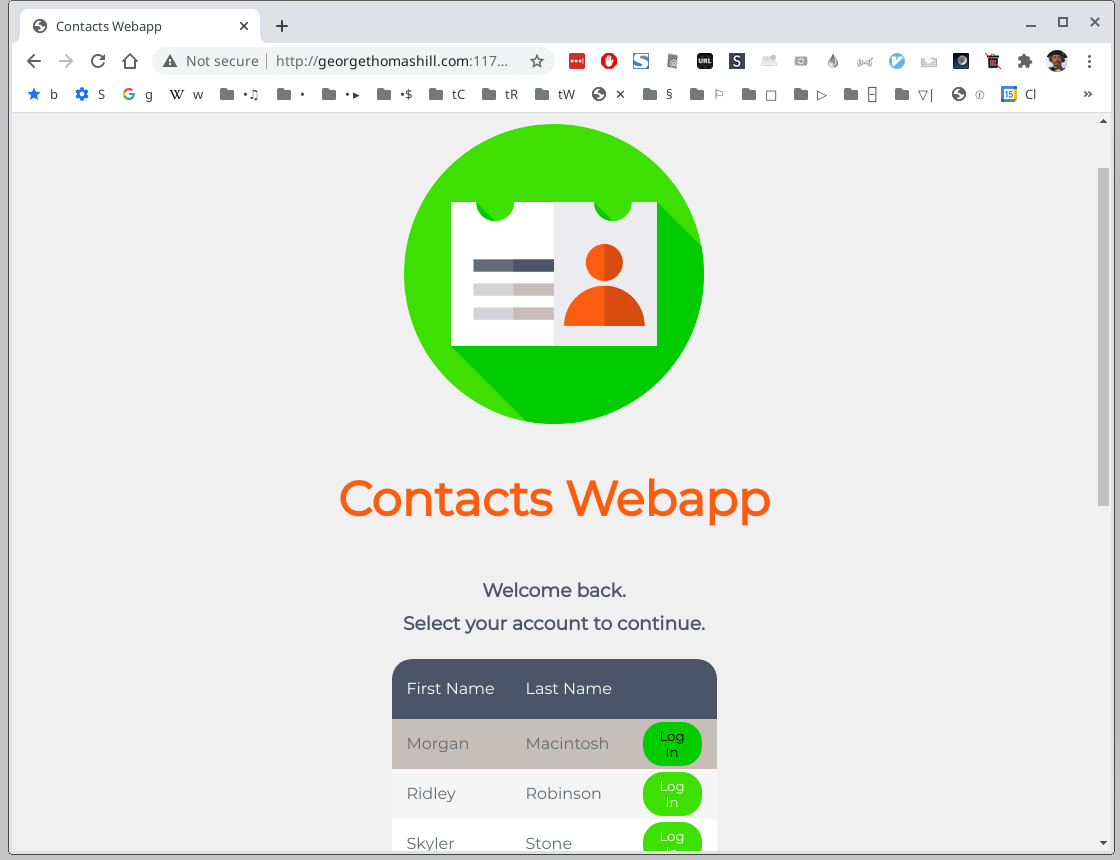 Contacts Webapp
Not secure | http://georgethomashill.com:117...
URL S
b S g w •♫ • •▸ •$ tC tR tW × § ⚐ □ ▷ ▽| 15 Cl »
Contacts Webapp
Welcome back.
Select your account to continue.
First Name Last Name
Morgan Macintosh Log In
Ridley Robinson Log In
Skyler Stone Log In